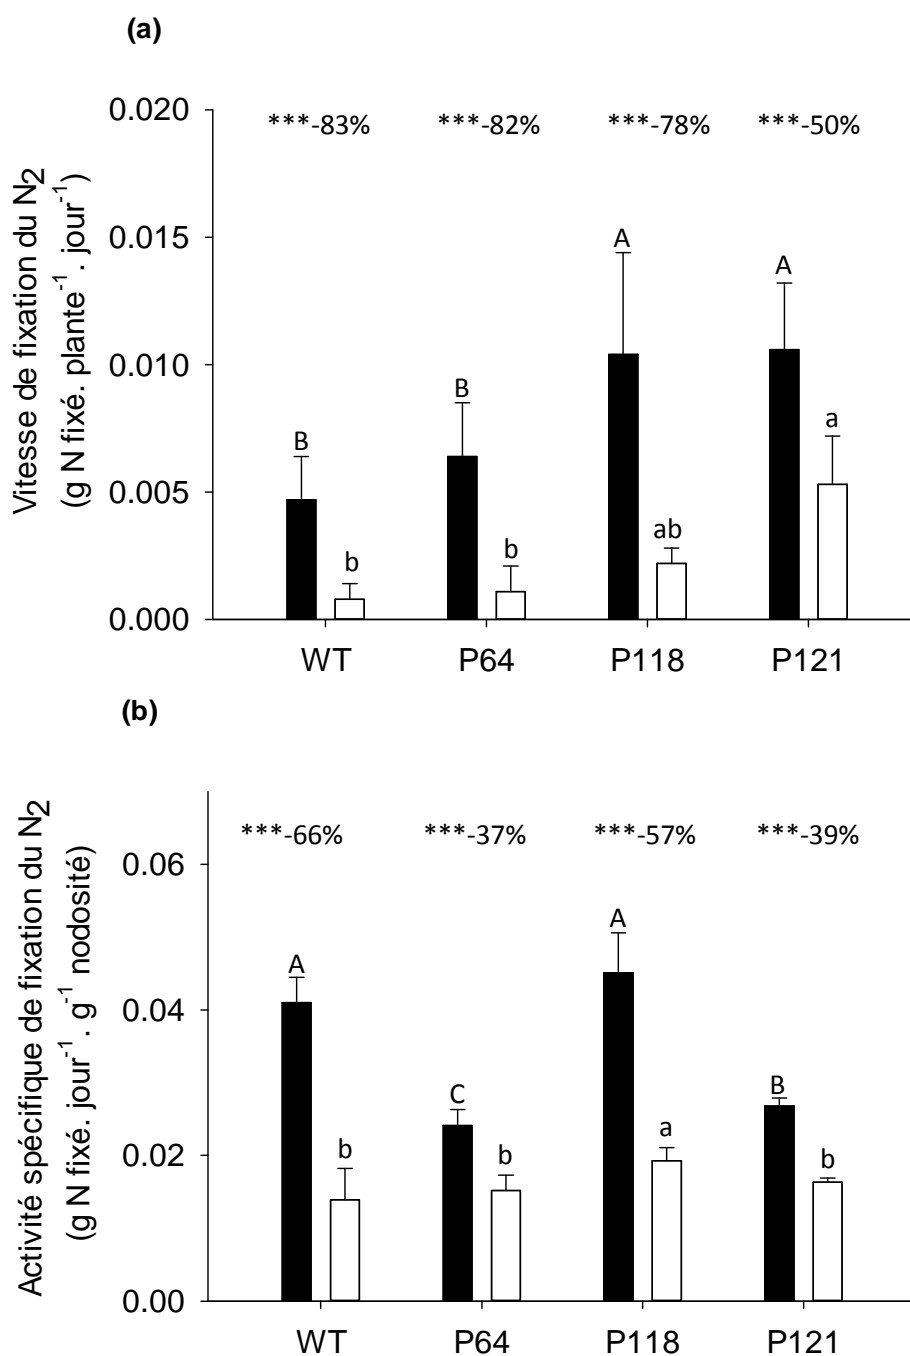 (a)
Vitesse de fixation du N2
(g N fixé. plante-1 . jour-1)
0.020
0.015
0.010
0.005
0.000
***-83% ***-82% ***-78% ***-50%
B b B b A ab A a
WT P64 P118 P121
(b)
Activité spécifique de fixation du N2
(g N fixé. jour-1 . g-1 nodosité)
0.06
0.04
0.02
0.00
***-66% ***-37% ***-57% ***-39%
A b C b A a B b
WT P64 P118 P121